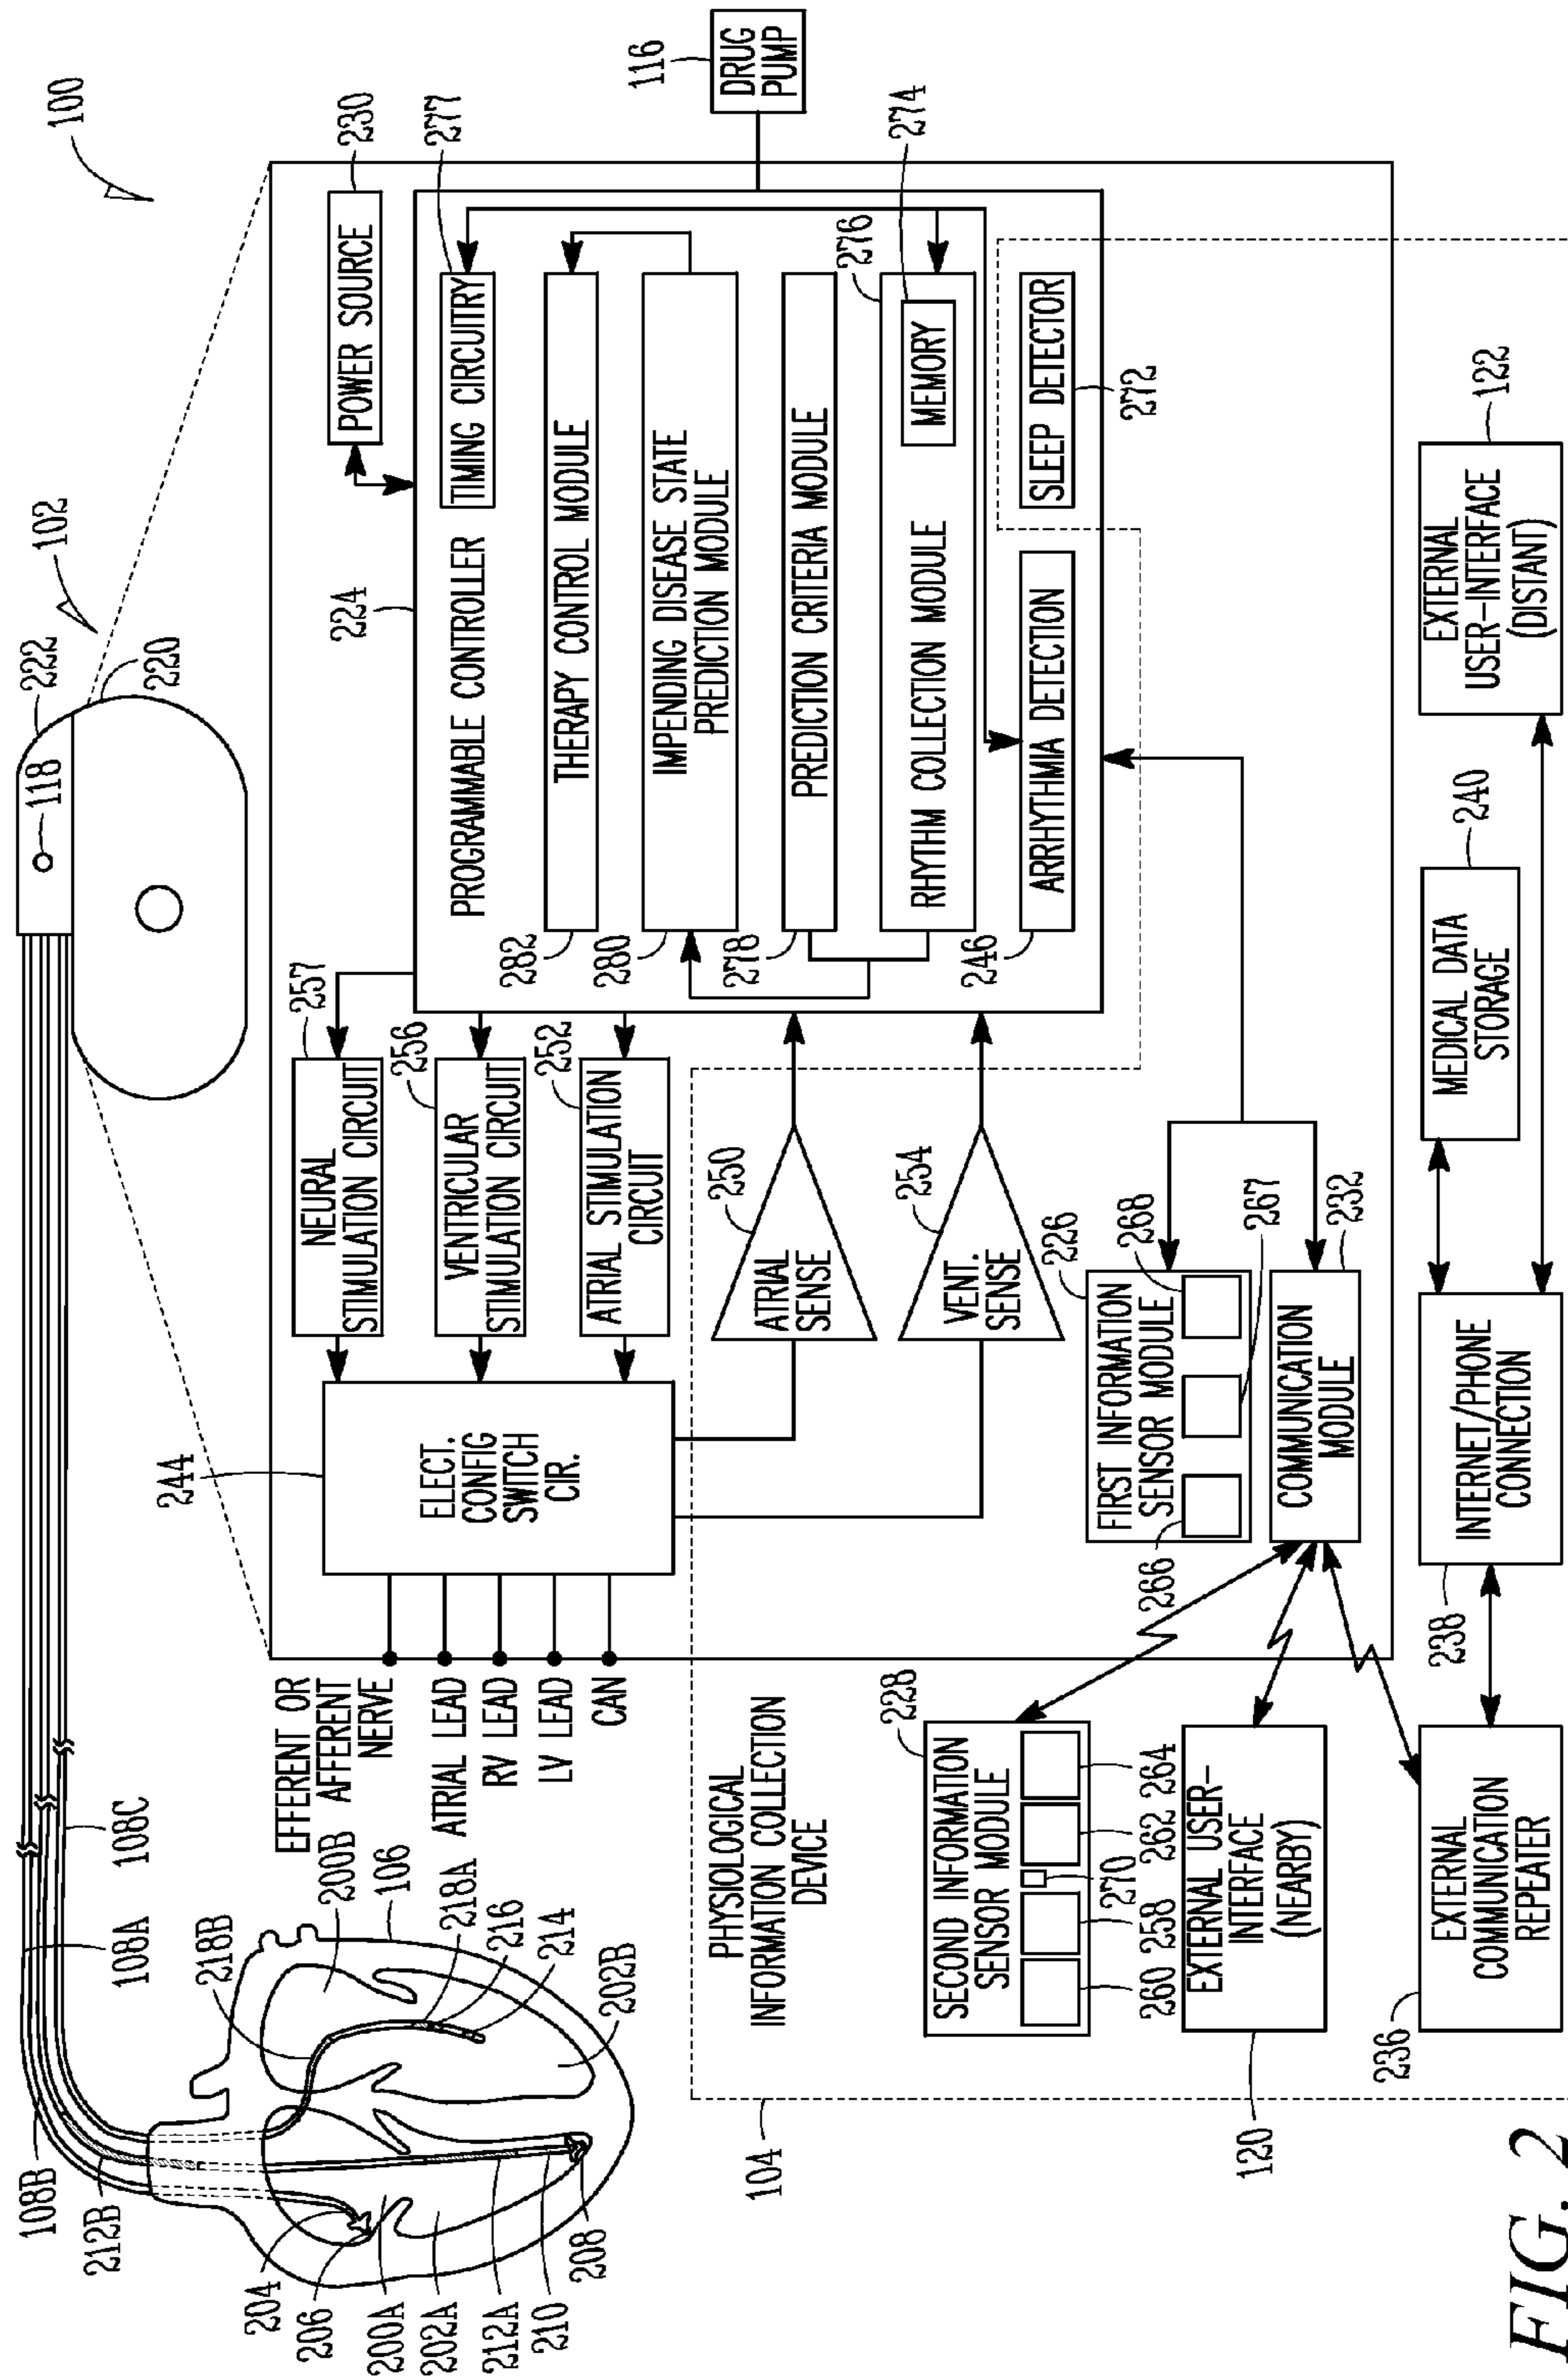 100
102
222
118
220
108A
108B
108C
212B
218B
200B
106
218A
216
214
202B
204
206
200A
202A
212A
210
208
EFFERENT OR
AFFERENT
NERVE
ATRIAL LEAD
RV LEAD
LV LEAD
CAN
244
ELECT.
CONFIG
SWITCH
CIR.
257
NEURAL
STIMULATION CIRCUIT
256
VENTRICULAR
STIMULATION CIRCUIT
252
ATRIAL STIMULATION
CIRCUIT
250
ATRIAL
SENSE
254
VENT.
SENSE
224
PROGRAMMABLE CONTROLLER
230
POWER SOURCE
277
TIMING CIRCUITRY
282
THERAPY CONTROL MODULE
280
IMPENDING DISEASE STATE
PREDICTION MODULE
278
PREDICTION CRITERIA MODULE
276
RHYTHM COLLECTION MODULE
274
MEMORY
246
ARRHYTHMIA DETECTION
SLEEP DETECTOR
272
116
DRUG
PUMP
226
FIRST INFORMATION
SENSOR MODULE
266
268
267
COMMUNICATION
MODULE
232
104
PHYSIOLOGICAL
INFORMATION COLLECTION
DEVICE
228
SECOND INFORMATION
SENSOR MODULE
260
258
270
262
264
EXTERNAL USER-
INTERFACE
(NEARBY)
120
236
EXTERNAL
COMMUNICATION
REPEATER
238
INTERNET/PHONE
CONNECTION
240
MEDICAL DATA
STORAGE
122
EXTERNAL
USER-INTERFACE
(DISTANT)
FIG. 2